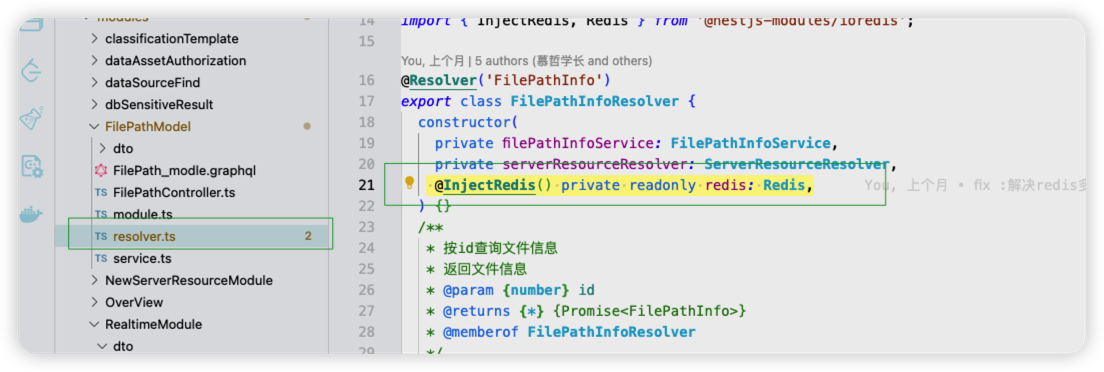 modules
classificationTemplate
dataAssetAuthorization
dataSourceFind
dbSensitiveResult
FilePathModel
dto
FilePath_modle.graphql
TS FilePathController.ts
TS module.ts
TS resolver.ts 2
TS service.ts
NewServerResourceModule
OverView
RealtimeModule
dto
14 import { InjectRedis, Redis } from '@nestjs-modules/ioredis';
15
You, 上个月 | 5 authors (慕哲学长 and others)
16 @Resolver('FilePathInfo')
17 export class FilePathInfoResolver {
18 constructor(
19 private filePathInfoService: FilePathInfoService,
20 private serverResourceResolver: ServerResourceResolver,
21 @InjectRedis() private readonly redis: Redis, You, 上个月 • fix :解决redis多
22 ) {}
23 /**
24 * 按id查询文件信息
25 * 返回文件信息
26 * @param {number} id
27 * @returns {*} {Promise<FilePathInfo>}
28 * @memberof FilePathInfoResolver
29 */